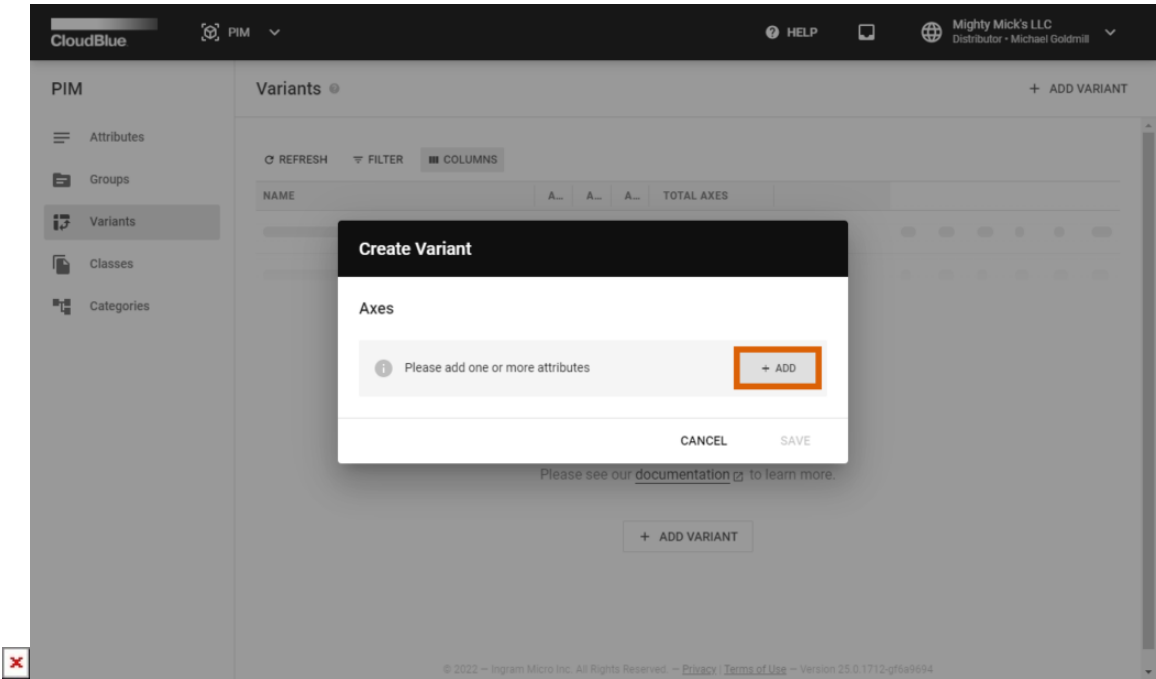 CloudBlue
PIM
HELP
Mighty Mick's LLC
Distributor • Michael Goldmill
PIM
Attributes
Groups
Variants
Classes
Categories
Variants
+ ADD VARIANT
REFRESH FILTER COLUMNS
NAME A... A... A... TOTAL AXES
Create Variant
Axes
Please add one or more attributes
+ ADD
CANCEL SAVE
Please see our documentation to learn more.
+ ADD VARIANT
© 2022 – Ingram Micro Inc. All Rights Reserved. – Privacy | Terms of Use – Version 25.0.1712-gf6a9694